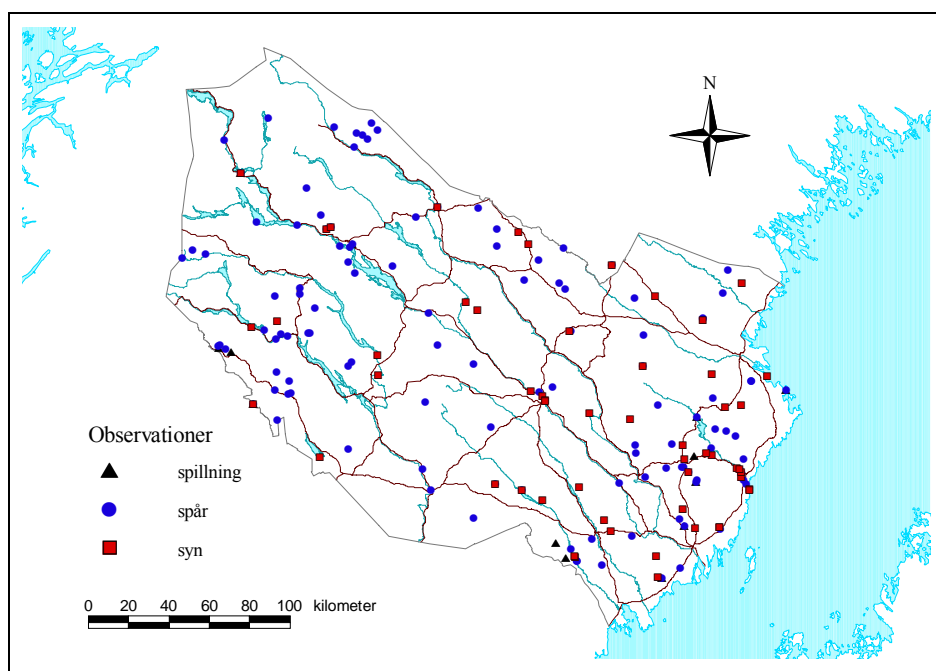 N
Observationer
spillning
spår
syn
0 20 40 60 80 100 kilometer